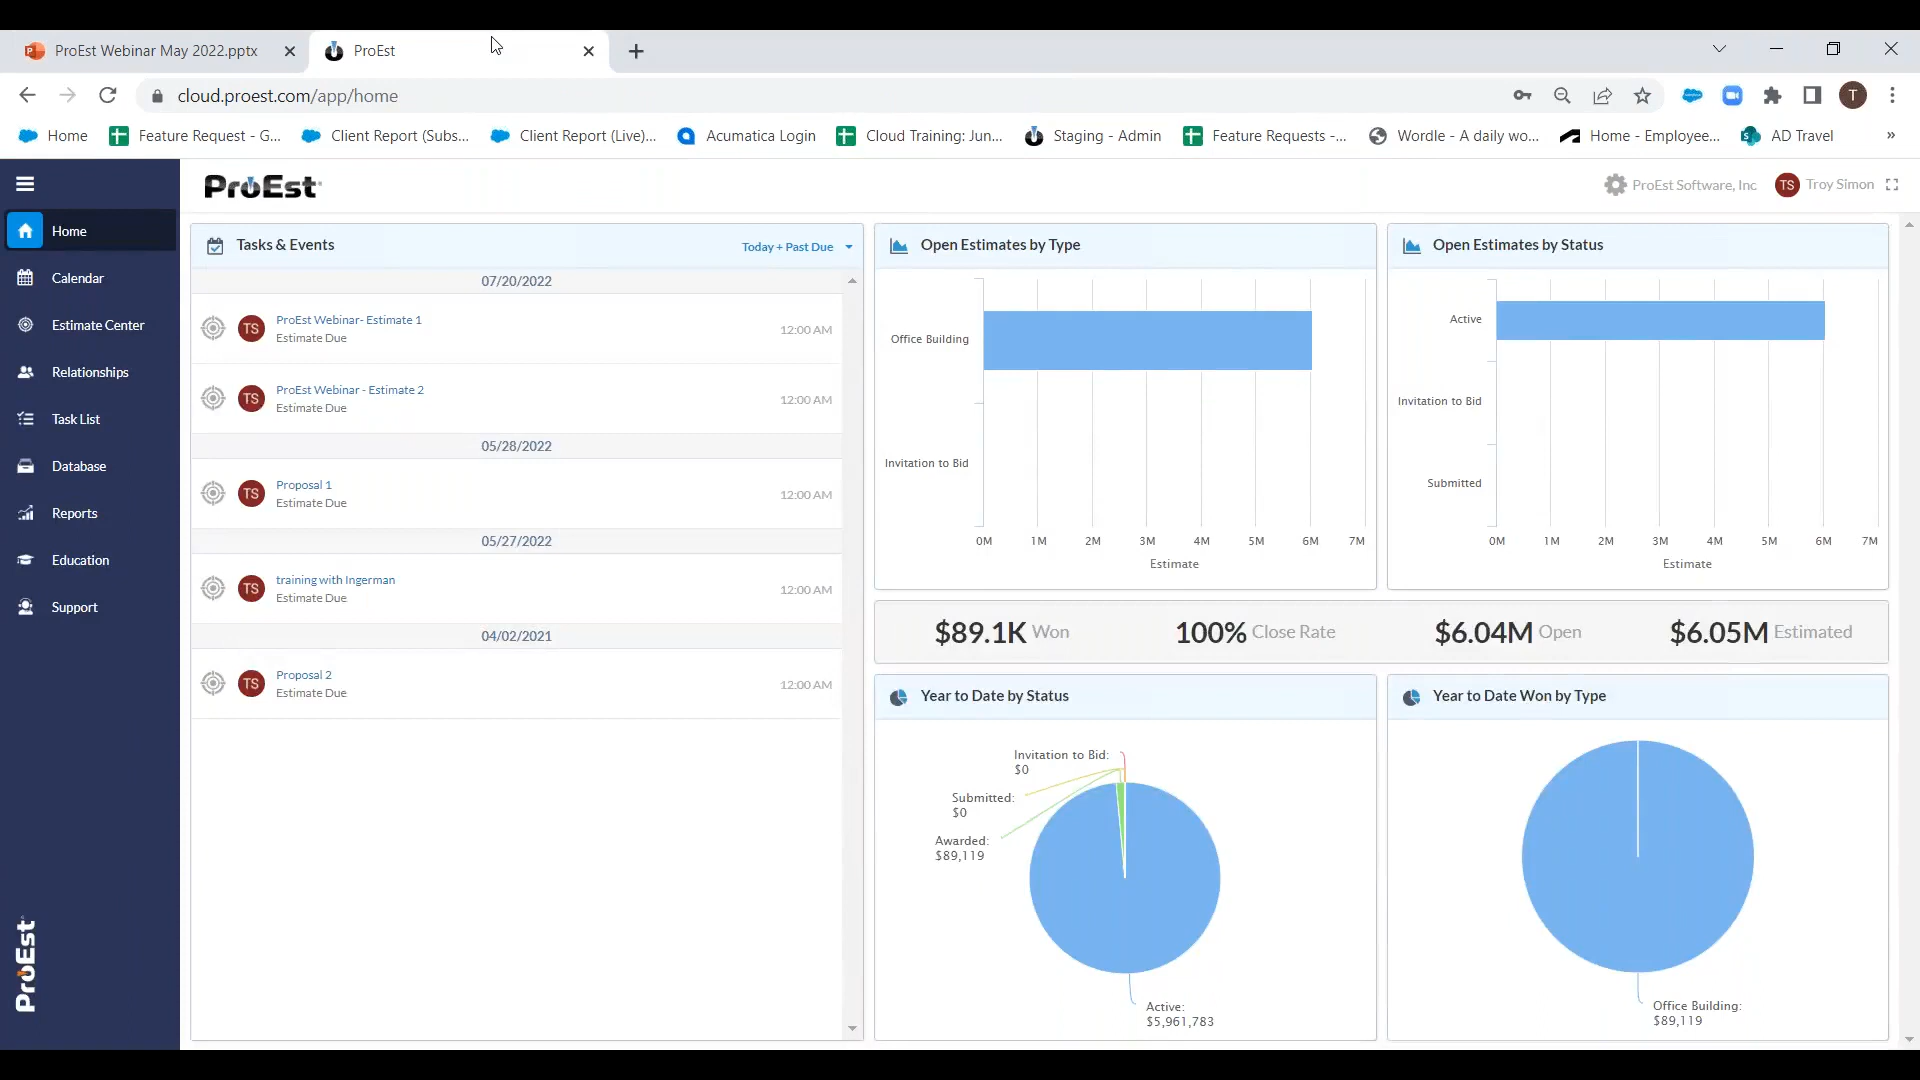 ProEst Webinar May 2022.pptx
ProEst
cloud.proest.com/app/home
T
Home
Feature Request - G...
Client Report (Subs...
Client Report (Live)...
Acumatica Login
Cloud Training: Jun...
Staging - Admin
Feature Requests -...
Wordle - A daily wo...
Home - Employee...
AD Travel
»
ProEst
ProEst Software, Inc
TS
Troy Simon
Home
Calendar
Estimate Center
Relationships
Task List
Database
Reports
Education
Support
ProEst
Tasks & Events
Today + Past Due
07/20/2022
TS
ProEst Webinar- Estimate 1
Estimate Due
12:00 AM
TS
ProEst Webinar - Estimate 2
Estimate Due
12:00 AM
05/28/2022
TS
Proposal 1
Estimate Due
12:00 AM
05/27/2022
TS
training with Ingerman
Estimate Due
12:00 AM
04/02/2021
TS
Proposal 2
Estimate Due
12:00 AM
Open Estimates by Type
Office Building
Invitation to Bid
0M 1M 2M 3M 4M 5M 6M 7M
Estimate
Open Estimates by Status
Active
Invitation to Bid
Submitted
0M 1M 2M 3M 4M 5M 6M 7M
Estimate
$89.1K Won
100% Close Rate
$6.04M Open
$6.05M Estimated
Year to Date by Status
Invitation to Bid:
$0
Submitted:
$0
Awarded:
$89,119
Active:
$5,961,783
Year to Date Won by Type
Office Building:
$89,119